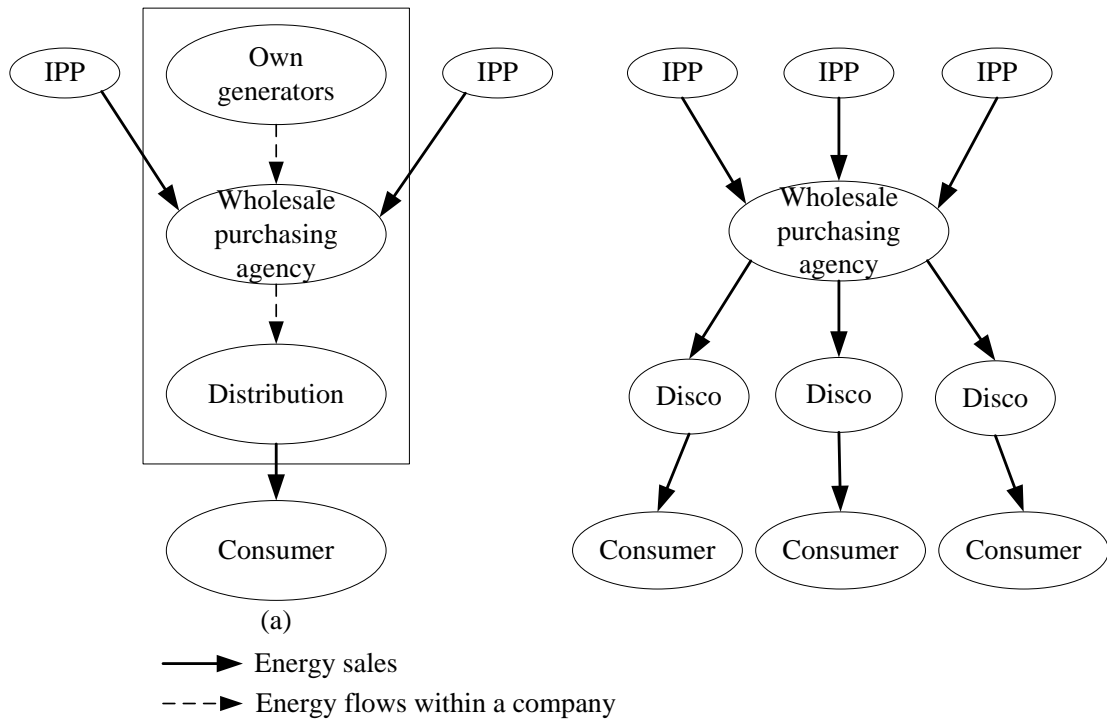 IPP
Own
generators
IPP
Wholesale
purchasing
agency
Distribution
Consumer
(a)
IPP
IPP
IPP
Wholesale
purchasing
agency
Disco
Disco
Disco
Consumer
Consumer
Consumer
Energy sales
Energy flows within a company